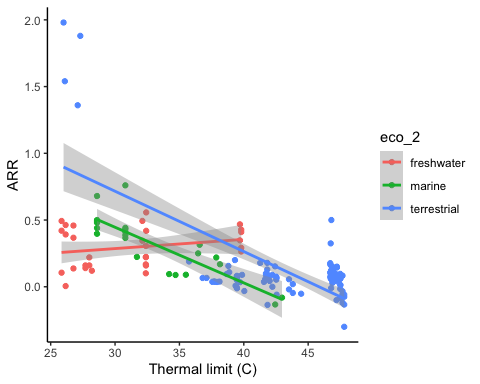 2.0
1.5
1.0
0.5
0.0
ARR
25
30
35
40
45
Thermal limit (C)
eco_2
freshwater
marine
terrestrial